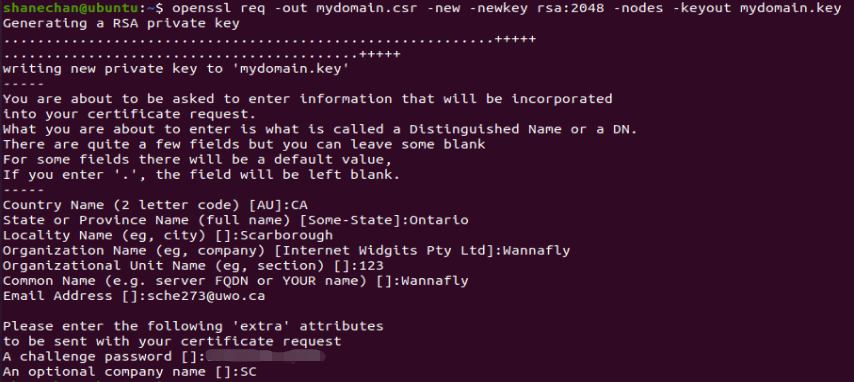 shanechan@ubuntu:~$ openssl req -out mydomain.csr -new -newkey rsa:2048 -nodes -keyout mydomain.key
Generating a RSA private key
..........................................................+++++
..........................................+++++
writing new private key to 'mydomain.key'
-----
You are about to be asked to enter information that will be incorporated
into your certificate request.
What you are about to enter is what is called a Distinguished Name or a DN.
There are quite a few fields but you can leave some blank
For some fields there will be a default value,
If you enter '.', the field will be left blank.
-----
Country Name (2 letter code) [AU]:CA
State or Province Name (full name) [Some-State]:Ontario
Locality Name (eg, city) []:Scarborough
Organization Name (eg, company) [Internet Widgits Pty Ltd]:Wannafly
Organizational Unit Name (eg, section) []:123
Common Name (e.g. server FQDN or YOUR name) []:Wannafly
Email Address []:sche273@uwo.ca

Please enter the following 'extra' attributes
to be sent with your certificate request
A challenge password []:
An optional company name []:SC